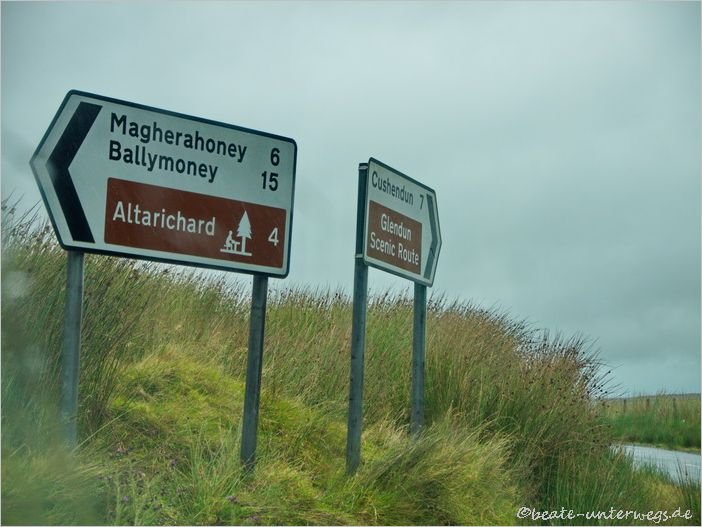 Magherahoney 6
Ballymoney 15
Altarichard 4
Cushendun 7
Glendun
Scenic Route
©beate-unterwegs.de